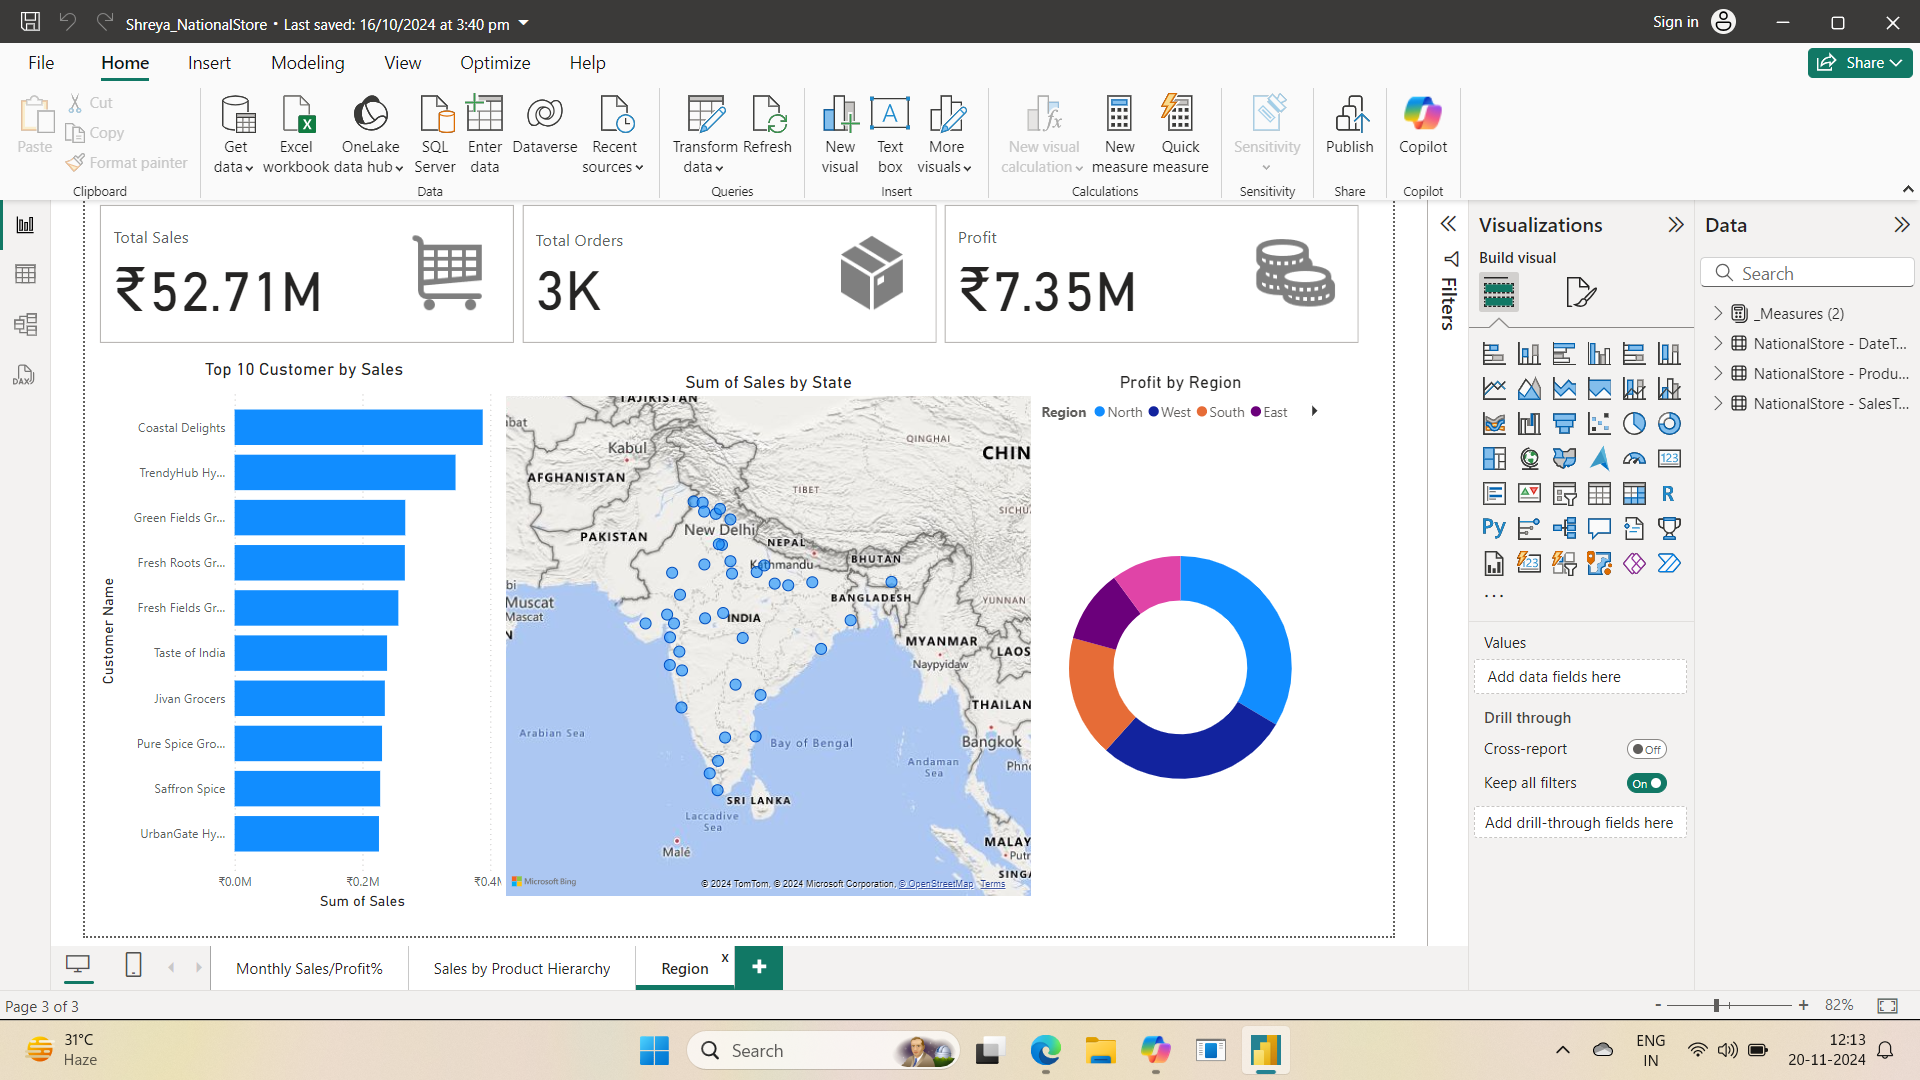 Shreya_NationalStore • Last saved: 16/10/2024 at 3:40 pm
Sign in
File Home Insert Modeling View Optimize Help
Share
Paste
Cut
Copy
Format painter
Clipboard
Get data
Excel workbook
OneLake data hub
SQL Server
Enter data
Dataverse
Recent sources
Data
Transform data
Refresh
Queries
New visual
Text box
More visuals
Insert
New visual calculation
New measure
Quick measure
Calculations
Sensitivity
Sensitivity
Publish
Share
Copilot
Copilot
Total Sales
₹52.71M
Total Orders
3K
Profit
₹7.35M
Top 10 Customer by Sales
Customer Name
Coastal Delights
TrendyHub Hy...
Green Fields Gr...
Fresh Roots Gr...
Fresh Fields Gr...
Taste of India
Jivan Grocers
Pure Spice Gro...
Saffron Spice
UrbanGate Hy...
₹0.0M ₹0.2M
Sum of Sales
Sum of Sales by State
TAJIKISTAN
Kabul
AFGHANISTAN
QINGHAI
CHIN
TIBET
SICHU
New Delhi
PAKISTAN
NEPAL
Kathmandu
BHUTAN
BANGLADESH
YUNNAN
Muscat
Mascat
INDIA
MYANMAR
LAOS
Naypyidaw
THAILAN
Arabian Sea
Bay of Bengal
Bangkok
Andaman Sea
SRI LANKA
Laccadive Sea
Malé
MALAY
Putr
SINGA
Microsoft Bing
© 2024 TomTom, © 2024 Microsoft Corporation, © OpenStreetMap Terms
Profit by Region
Region North West South East
Filters
Visualizations
Build visual
Values
Add data fields here
Drill through
Cross-report Off
Keep all filters On
Add drill-through fields here
Data
Search
_Measures (2)
NationalStore - DateT...
NationalStore - Produ...
NationalStore - SalesT...
Monthly Sales/Profit%
Sales by Product Hierarchy
Region x
+
Page 3 of 3
- + 82%
31°C
Haze
Search
ENG
IN
12:13
20-11-2024